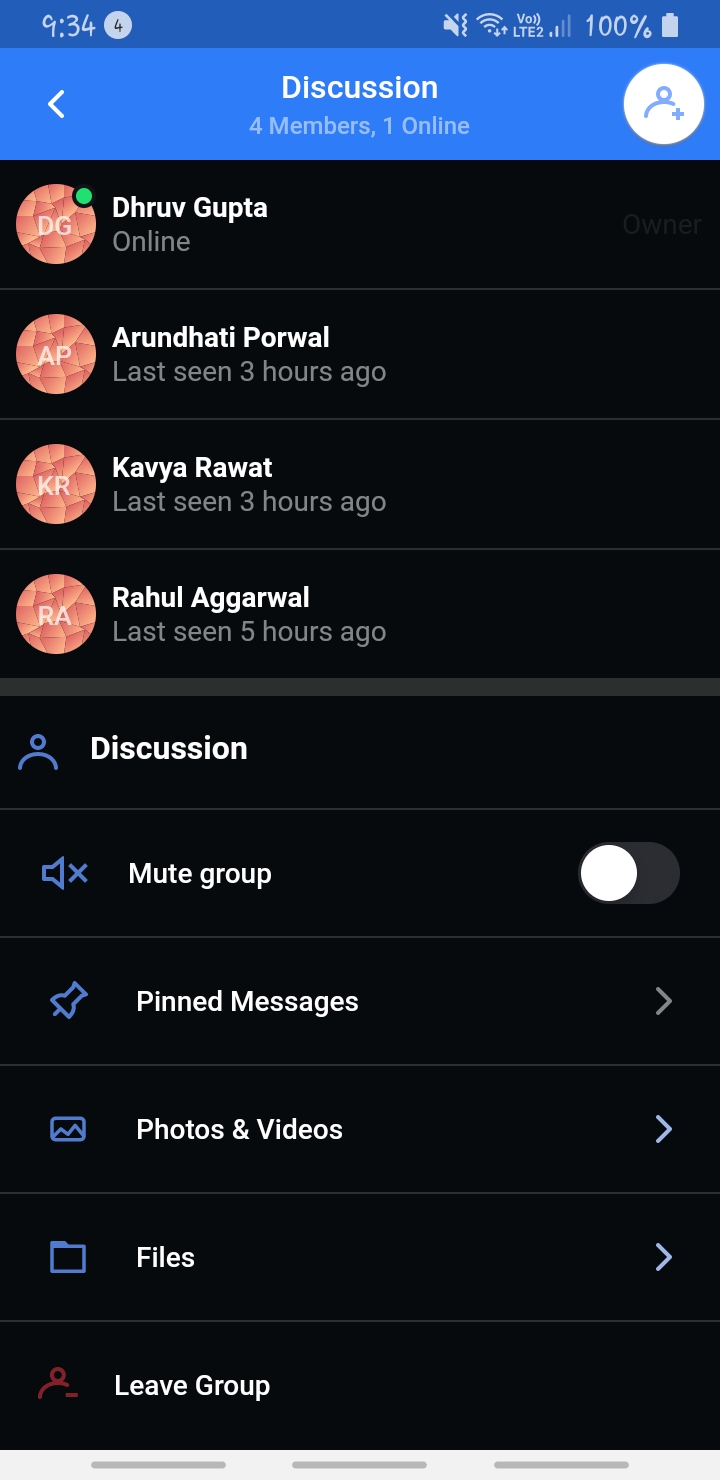 9:34 4 Vo)) LTE2 100%
Discussion
4 Members, 1 Online
DG Dhruv Gupta
Online
Owner
AP Arundhati Porwal
Last seen 3 hours ago
KR Kavya Rawat
Last seen 3 hours ago
RA Rahul Aggarwal
Last seen 5 hours ago
Discussion
Mute group
Pinned Messages
Photos & Videos
Files
Leave Group